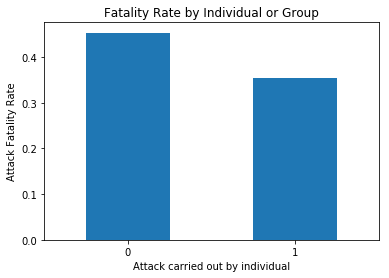 Fatality Rate by Individual or Group
Attack Fatality Rate
0.4
0.3
0.2
0.1
0.0
0 1
Attack carried out by individual